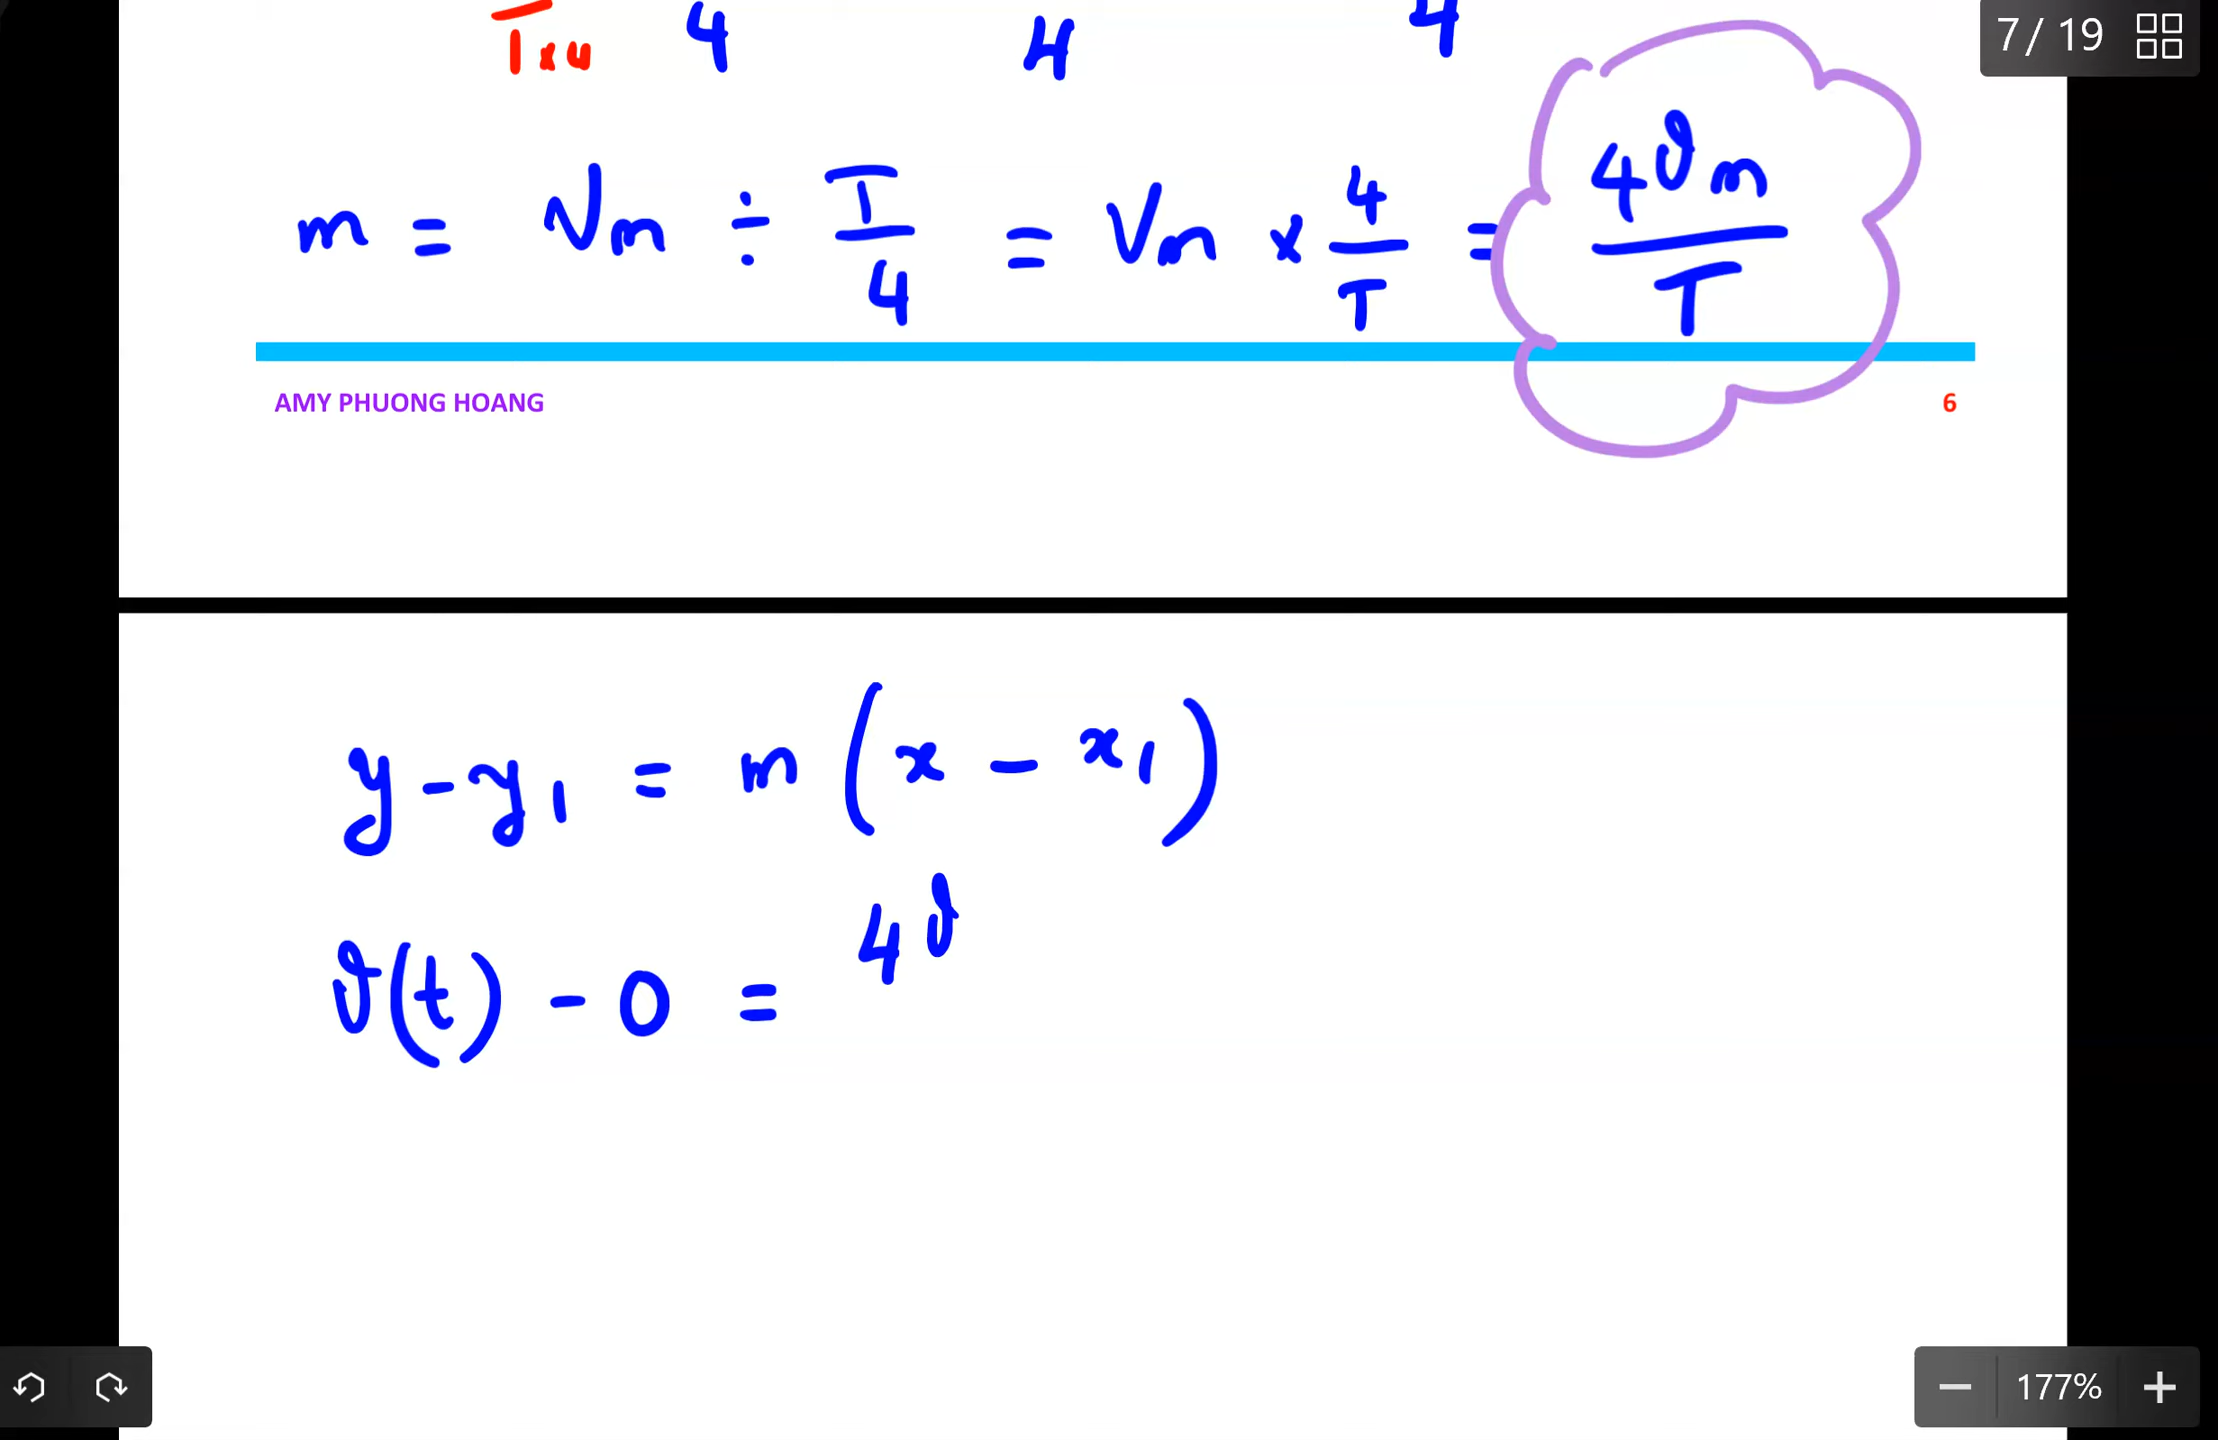 7 / 19
1 x 4 4 4 4
m = Vm ÷ T/4 = Vm x 4/T = 4vm/T
AMY PHUONG HOANG 6
y - y1 = m (x - x1)
v(t) - 0 = 4v
177%